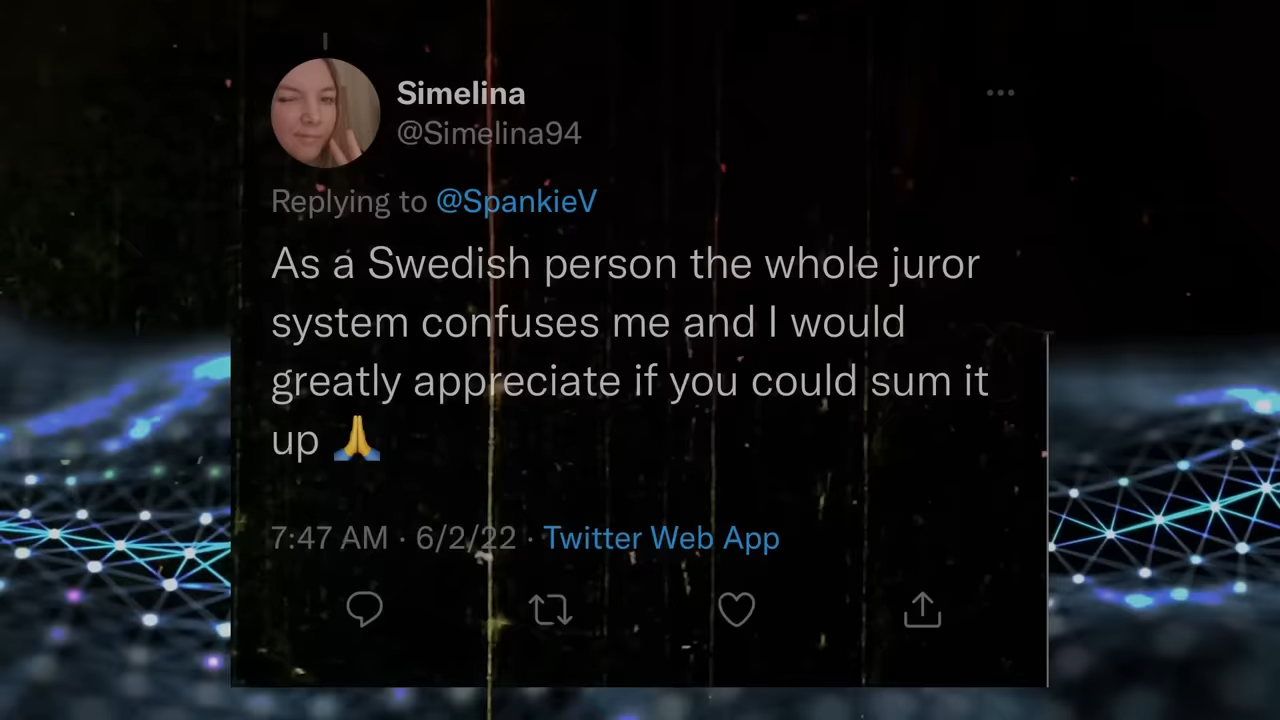 Simelina
@Simelina94
Replying to @SpankieV
As a Swedish person the whole juror
system confuses me and I would
greatly appreciate if you could sum it
up 🙏
7:47 AM · 6/2/22 · Twitter Web App